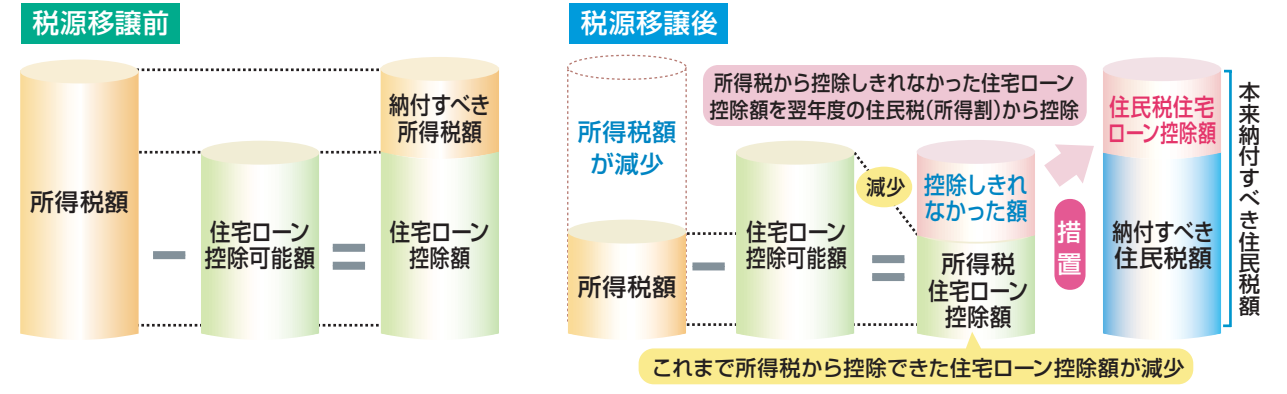 税源移譲前
所得税額
−
住宅ローン
控除可能額
=
納付すべき
所得税額
住宅ローン
控除額
税源移譲後
所得税額
が減少
所得税額
−
住宅ローン
控除可能額
減少
=
所得税から控除しきれなかった住宅ローン
控除額を翌年度の住民税(所得割)から控除
控除しきれ
なかった額
所得税
住宅ローン
控除額
措置
住民税住宅
ローン控除額
納付すべき
住民税額
本来納付すべき住民税額
これまで所得税から控除できた住宅ローン控除額が減少